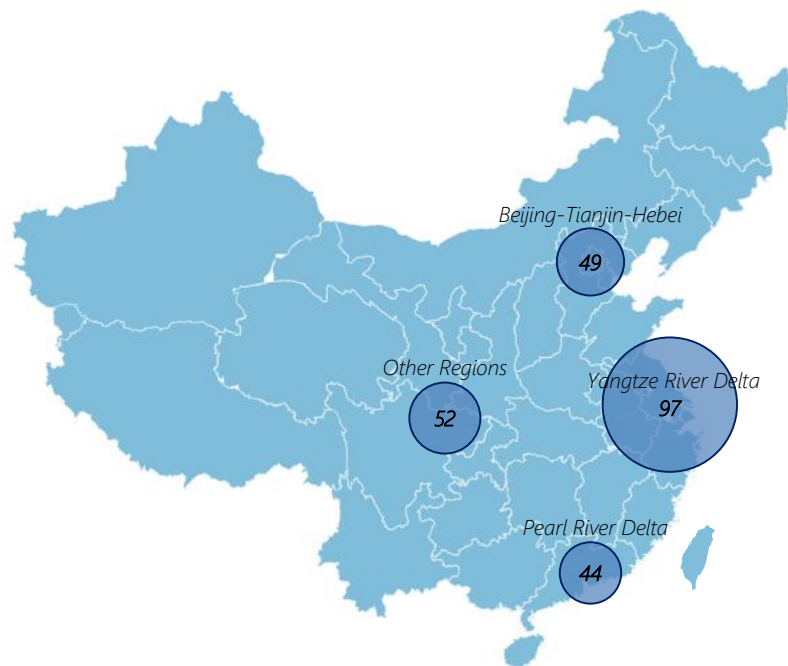 Beijing-Tianjin-Hebei
49
Other Regions
52
Yangtze River Delta
97
Pearl River Delta
44